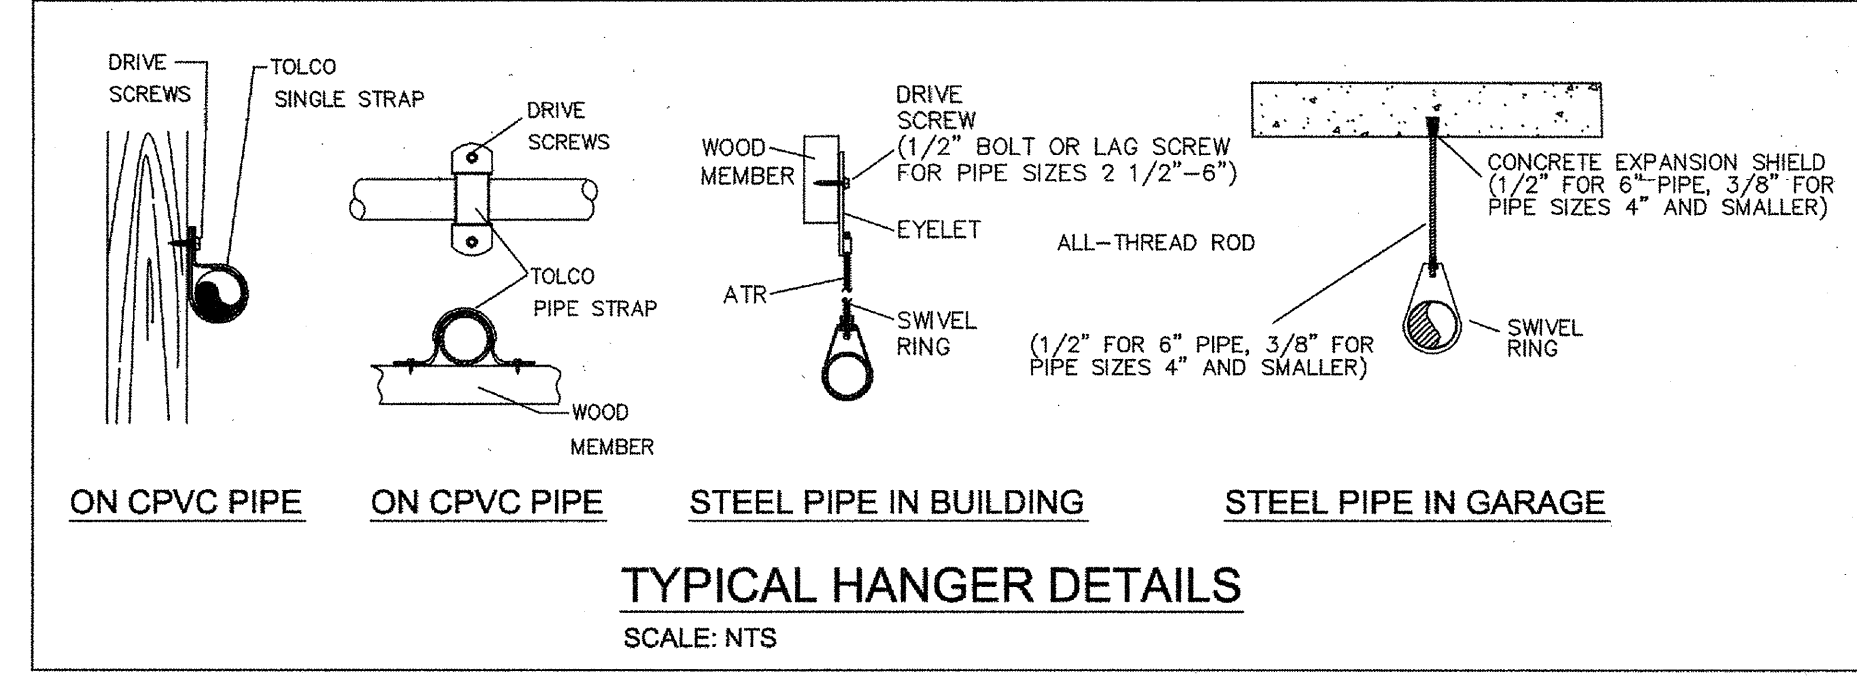 DRIVE
SCREWS
TOLCO
SINGLE STRAP
ON CPVC PIPE
DRIVE
SCREWS
TOLCO
PIPE STRAP
WOOD
MEMBER
ON CPVC PIPE
WOOD
MEMBER
DRIVE
SCREW
(1/2" BOLT OR LAG SCREW
FOR PIPE SIZES 2 1/2"-6")
EYELET
ATR
SWIVEL
RING
STEEL PIPE IN BUILDING
ALL-THREAD ROD
(1/2" FOR 6" PIPE, 3/8" FOR
PIPE SIZES 4" AND SMALLER)
CONCRETE EXPANSION SHIELD
(1/2" FOR 6" PIPE, 3/8" FOR
PIPE SIZES 4" AND SMALLER)
SWIVEL
RING
STEEL PIPE IN GARAGE
TYPICAL HANGER DETAILS
SCALE: NTS